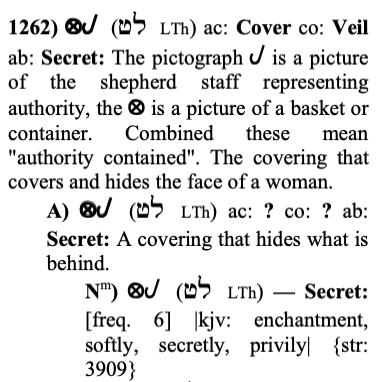 1262) ⊗𐤋 (לט LTh) ac: Cover co: Veil
ab: Secret: The pictograph 𐤋 is a picture
of the shepherd staff representing
authority, the ⊗ is a picture of a basket or
container. Combined these mean
"authority contained". The covering that
covers and hides the face of a woman.
A) ⊗𐤋 (לט LTh) ac: ? co: ? ab:
Secret: A covering that hides what is
behind.
Nᵐ) ⊗𐤋 (לט LTh) — Secret:
[freq. 6] |kjv: enchantment,
softly, secretly, privily| {str:
3909}